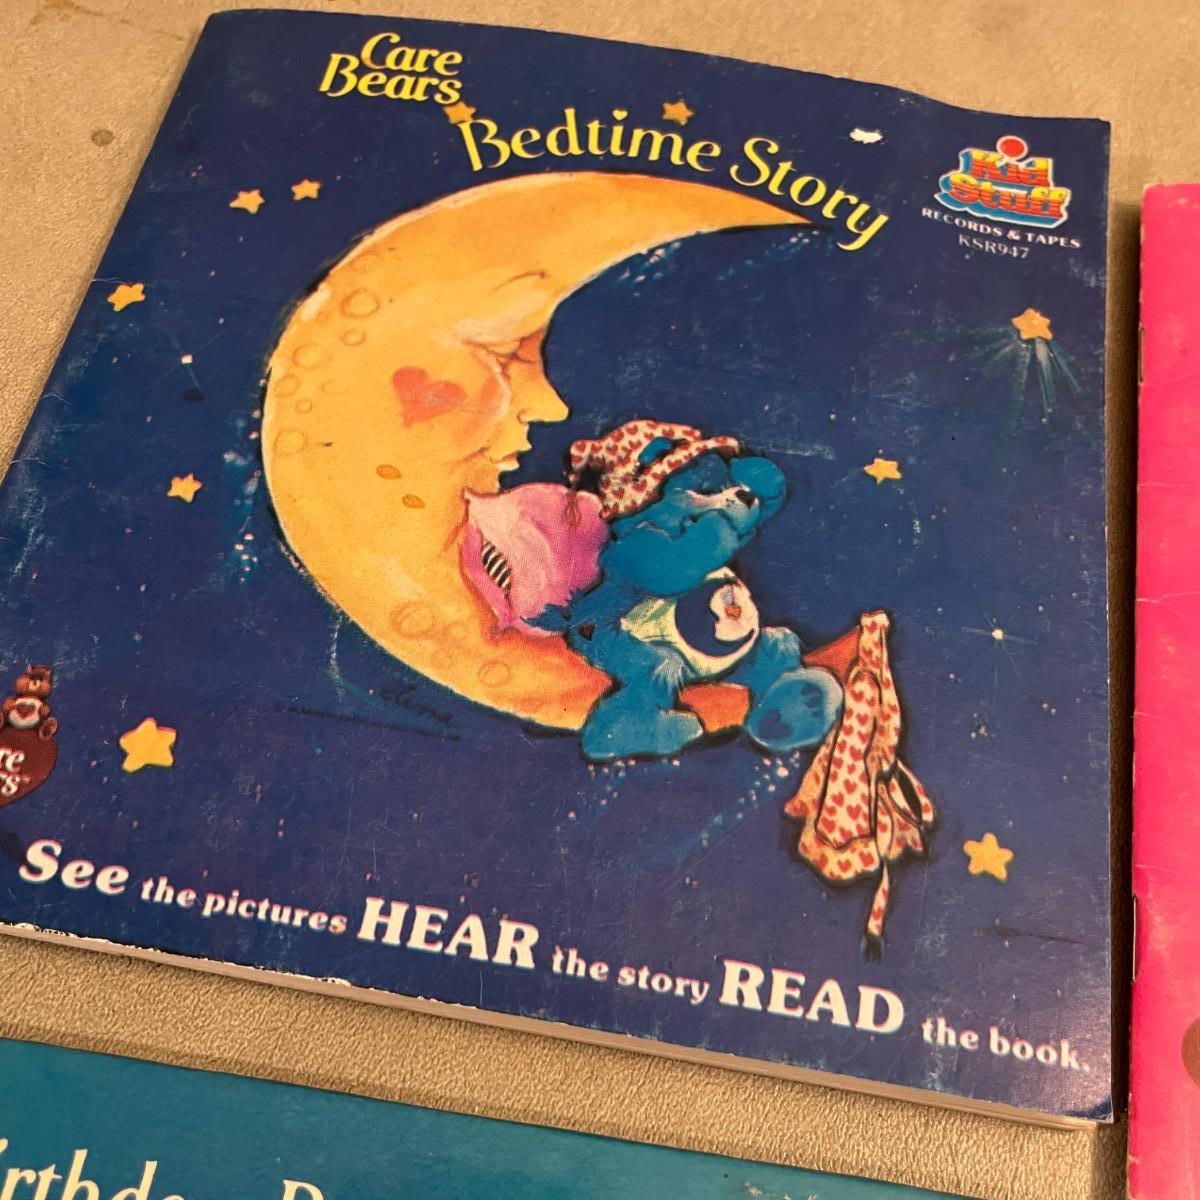 Care
Bears
Bedtime Story
Kid
Stuff
RECORDS & TAPES
KSR947
See the pictures HEAR the story READ the book.